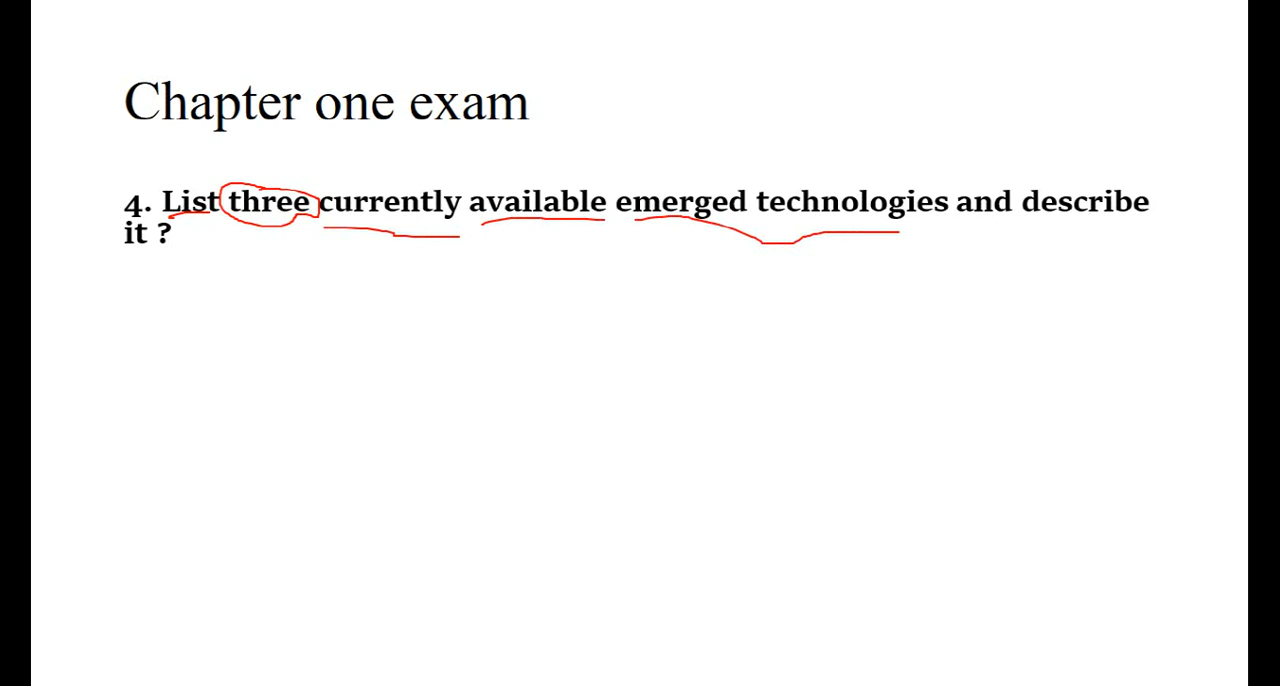 Chapter one exam
4. List three currently available emerged technologies and describe
it ?